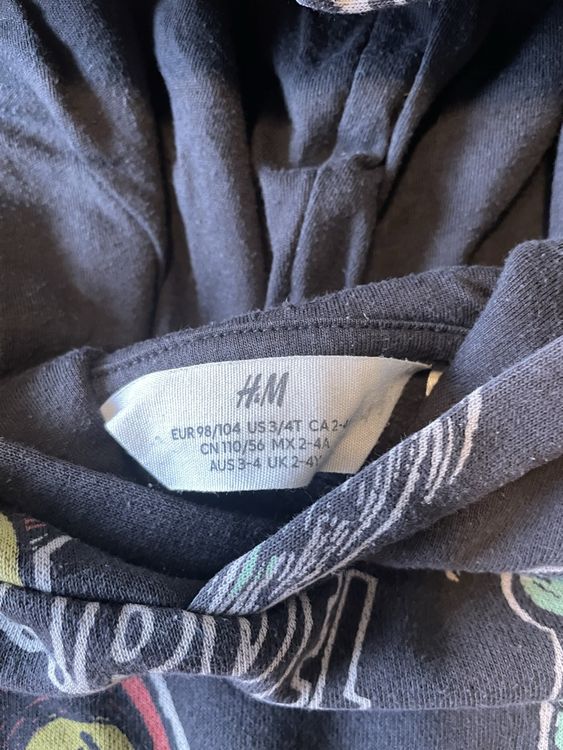 H&M
EUR 98/104 US 3/4T CA 2-4
CN 110/56 MX 2-4A
AUS 3-4 UK 2-4Y